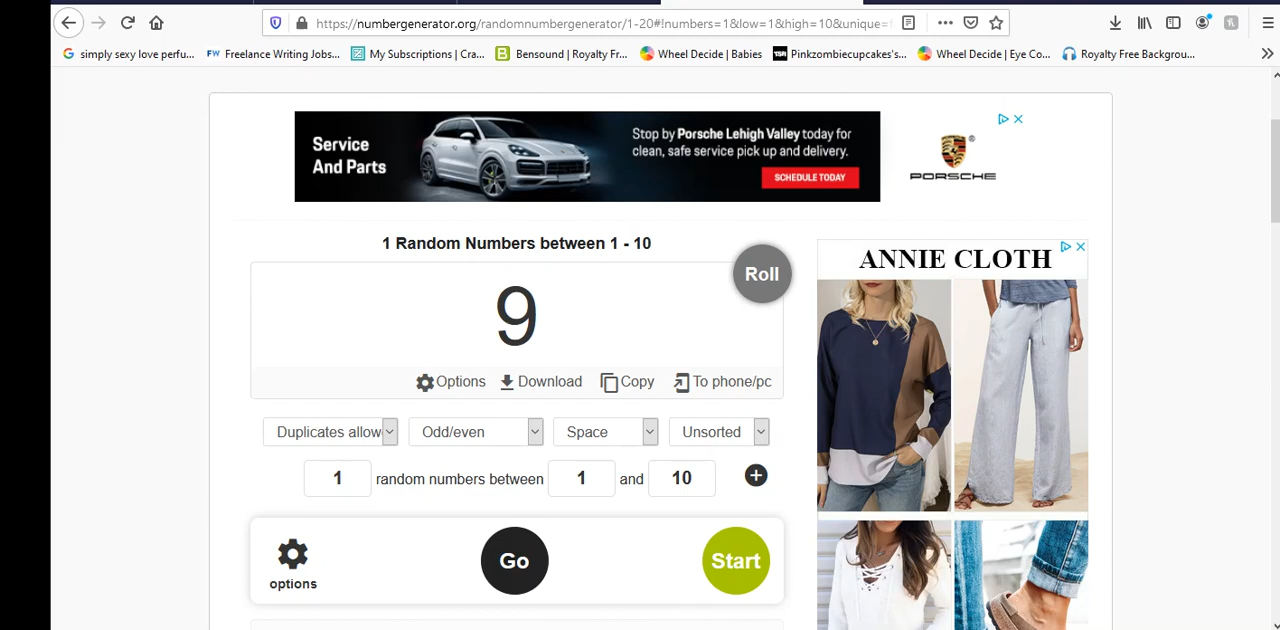 https://numbergenerator.org/randomnumbergenerator/1-20#!numbers=1&low=1&high=10&unique=
simply sexy love perfu... FW Freelance Writing Jobs... My Subscriptions | Cra... B Bensound | Royalty Fr... Wheel Decide | Babies TSR Pinkzombiecupcakes's... Wheel Decide | Eye Co... Royalty Free Backgrou...
Service
And Parts
Stop by Porsche Lehigh Valley today for
clean, safe service pick up and delivery.
SCHEDULE TODAY
PORSCHE
1 Random Numbers between 1 - 10
Roll
9
Options Download Copy To phone/pc
Duplicates allow Odd/even Space Unsorted
1 random numbers between 1 and 10
options
Go
Start
ANNIE CLOTH